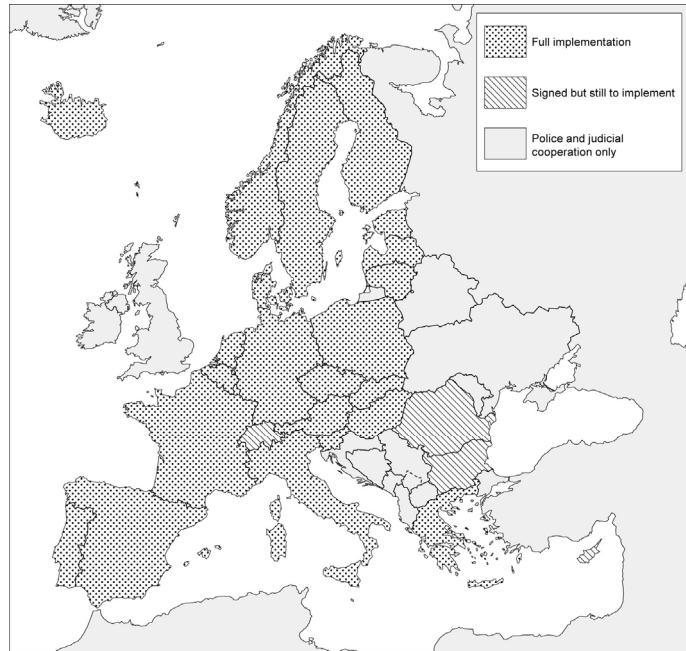 Full implementation
Signed but still to implement
Police and judicial
cooperation only